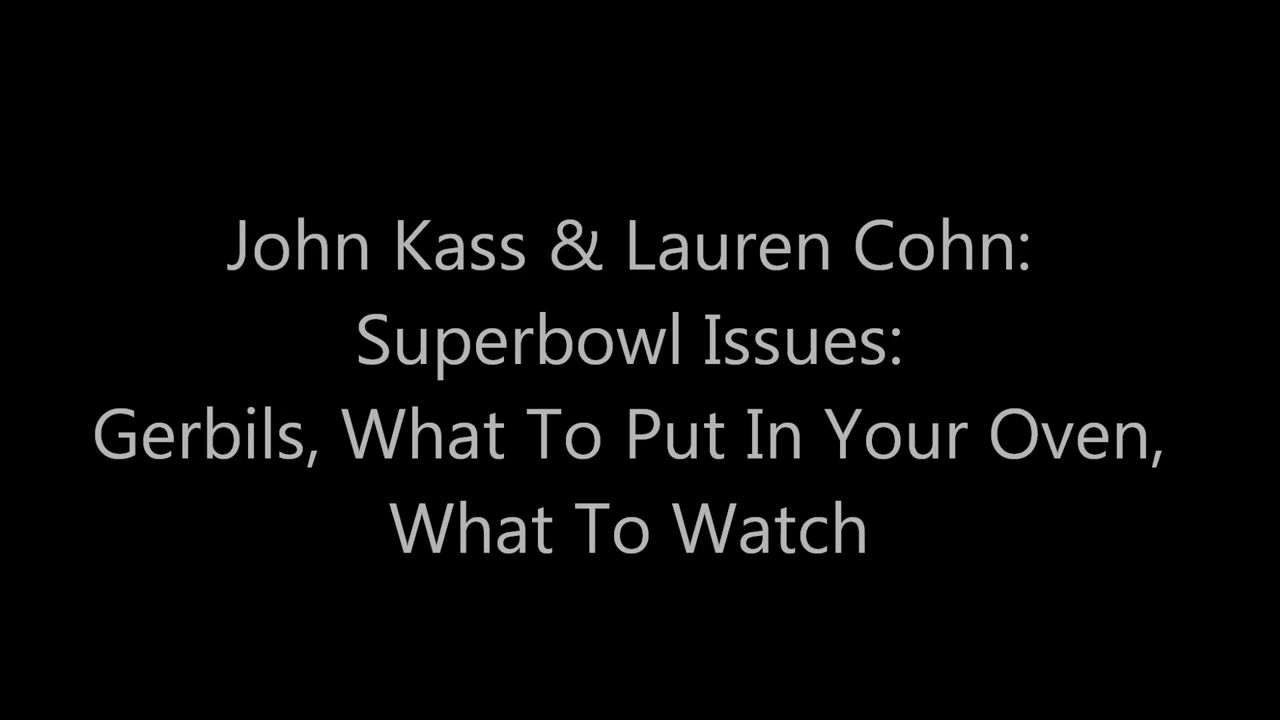 John Kass & Lauren Cohn:
Superbowl Issues:
Gerbils, What To Put In Your Oven,
What To Watch